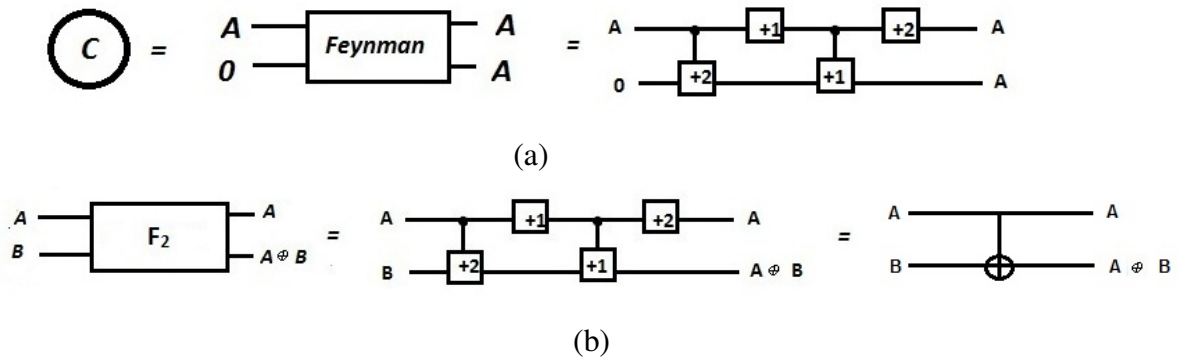 C = A Feynman A = A +1 +2 A
0 A 0 +2 +1 A
(a)
A F₂ A = A +1 +2 A = A A
B A ⊕ B B +2 +1 A ⊕ B B A ⊕ B
(b)